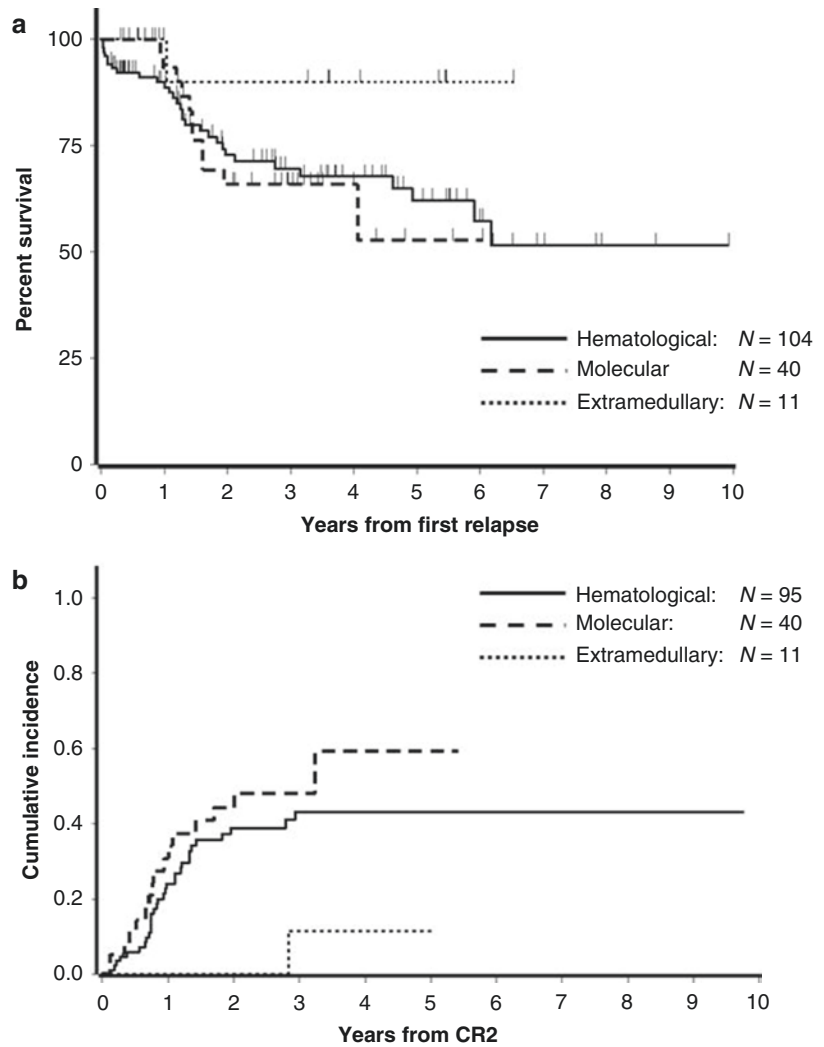 a
Percent survival
100
75
50
25
0
Hematological: N = 104
Molecular N = 40
Extramedullary: N = 11
0 1 2 3 4 5 6 7 8 9 10
Years from first relapse
b
Cumulative incidence
1.0
0.8
0.6
0.4
0.2
0.0
Hematological: N = 95
Molecular: N = 40
Extramedullary: N = 11
0 1 2 3 4 5 6 7 8 9 10
Years from CR2